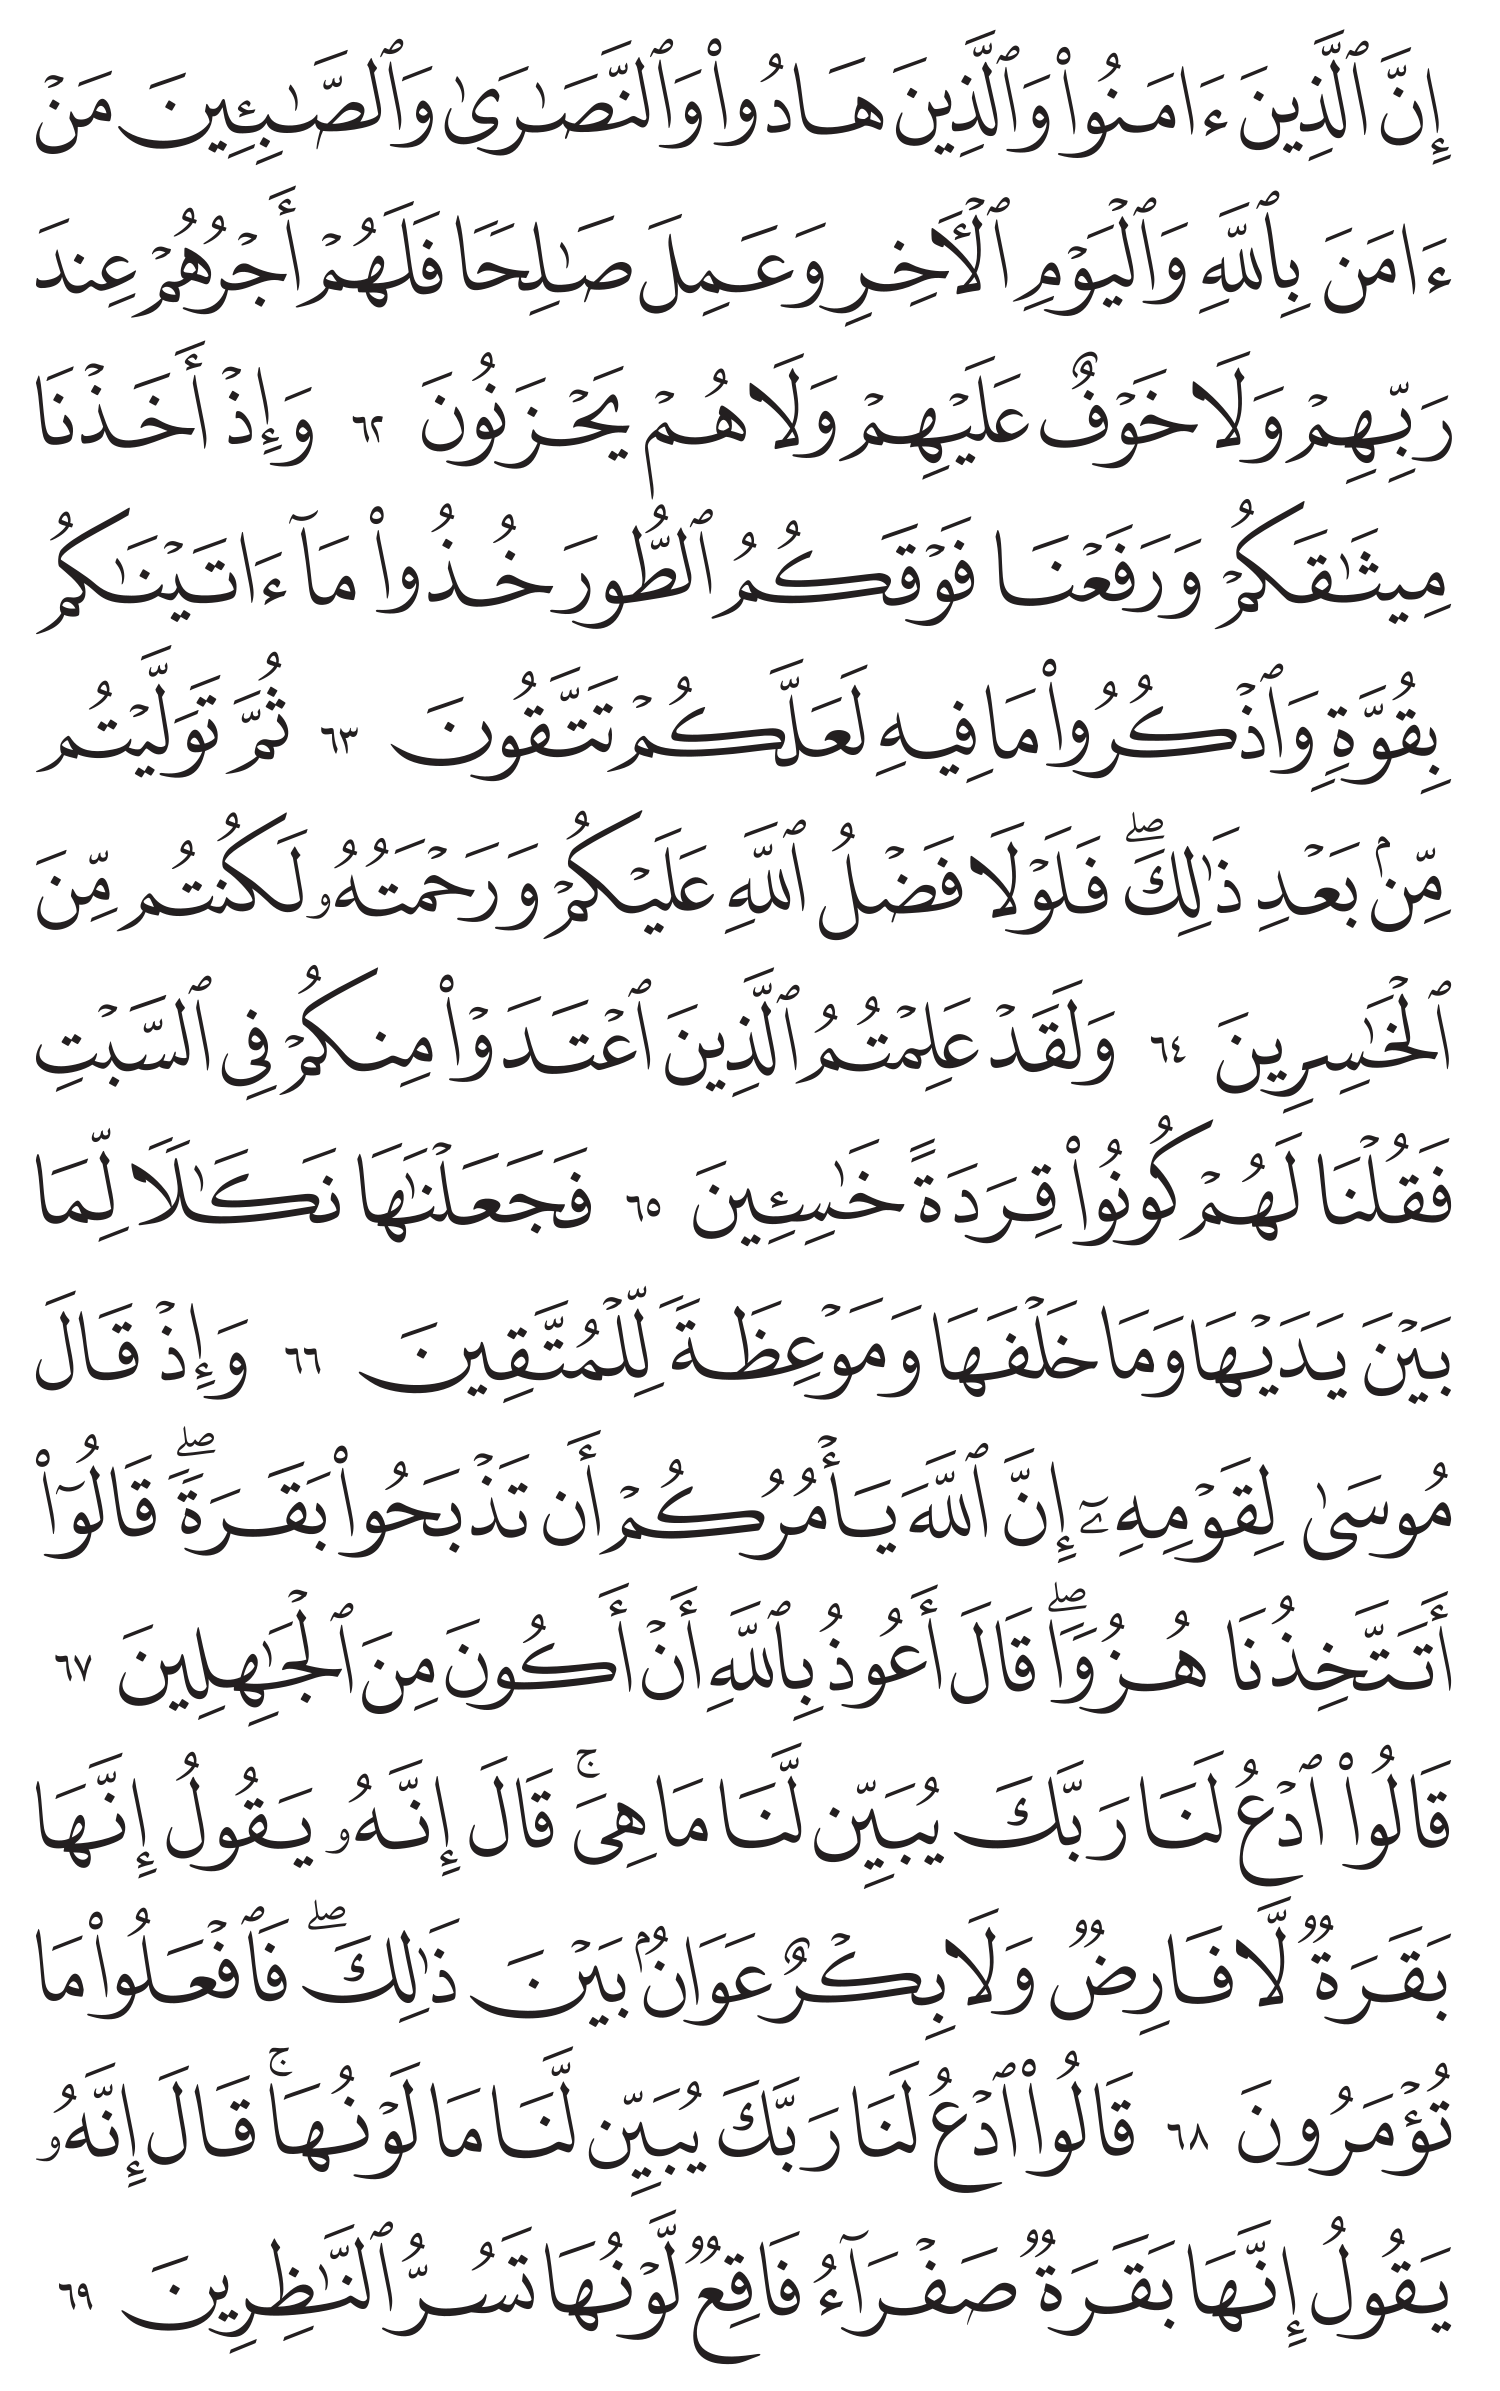 إِنَّ ٱلَّذِينَ ءَامَنُوا۟ وَٱلَّذِينَ هَادُوا۟ وَٱلنَّصَٰرَىٰ وَٱلصَّٰبِـِٔينَ مَنۡ
ءَامَنَ بِٱللَّهِ وَٱلۡيَوۡمِ ٱلۡأَخِرِ وَعَمِلَ صَٰلِحٗا فَلَهُمۡ أَجۡرُهُمۡ عِندَ
رَبِّهِمۡ وَلَا خَوۡفٌ عَلَيۡهِمۡ وَلَا هُمۡ يَحۡزَنُونَ ٦٢ وَإِذۡ أَخَذۡنَا
مِيثَٰقَكُمۡ وَرَفَعۡنَا فَوۡقَكُمُ ٱلطُّورَ خُذُوا۟ مَآ ءَاتَيۡنَٰكُم
بِقُوَّةٖ وَٱذۡكُرُوا۟ مَا فِيهِ لَعَلَّكُمۡ تَتَّقُونَ ٦٣ ثُمَّ تَوَلَّيۡتُم
مِّنۢ بَعۡدِ ذَٰلِكَۖ فَلَوۡلَا فَضۡلُ ٱللَّهِ عَلَيۡكُمۡ وَرَحۡمَتُهُۥ لَكُنتُم مِّنَ
ٱلۡخَٰسِرِينَ ٦٤ وَلَقَدۡ عَلِمۡتُمُ ٱلَّذِينَ ٱعۡتَدَوۡا۟ مِنكُمۡ فِى ٱلسَّبۡتِ
فَقُلۡنَا لَهُمۡ كُونُوا۟ قِرَدَةً خَٰسِـِٔينَ ٦٥ فَجَعَلۡنَٰهَا نَكَٰلٗا لِّمَا
بَيۡنَ يَدَيۡهَا وَمَا خَلۡفَهَا وَمَوۡعِظَةٗ لِّلۡمُتَّقِينَ ٦٦ وَإِذۡ قَالَ
مُوسَىٰ لِقَوۡمِهِۦٓ إِنَّ ٱللَّهَ يَأۡمُرُكُمۡ أَن تَذۡبَحُوا۟ بَقَرَةٗۖ قَالُوٓا۟
أَتَتَّخِذُنَا هُزُوٗاۖ قَالَ أَعُوذُ بِٱللَّهِ أَنۡ أَكُونَ مِنَ ٱلۡجَٰهِلِينَ ٦٧
قَالُوا۟ ٱدۡعُ لَنَا رَبَّكَ يُبَيِّن لَّنَا مَا هِىَۚ قَالَ إِنَّهُۥ يَقُولُ إِنَّهَا
بَقَرَةٞ لَّا فَارِضٞ وَلَا بِكۡرٌ عَوَانُۢ بَيۡنَ ذَٰلِكَۖ فَٱفۡعَلُوا۟ مَا
تُؤۡمَرُونَ ٦٨ قَالُوا۟ ٱدۡعُ لَنَا رَبَّكَ يُبَيِّن لَّنَا مَا لَوۡنُهَاۚ قَالَ إِنَّهُۥ
يَقُولُ إِنَّهَا بَقَرَةٞ صَفۡرَآءُ فَاقِعٞ لَّوۡنُهَا تَسُرُّ ٱلنَّٰظِرِينَ ٦٩